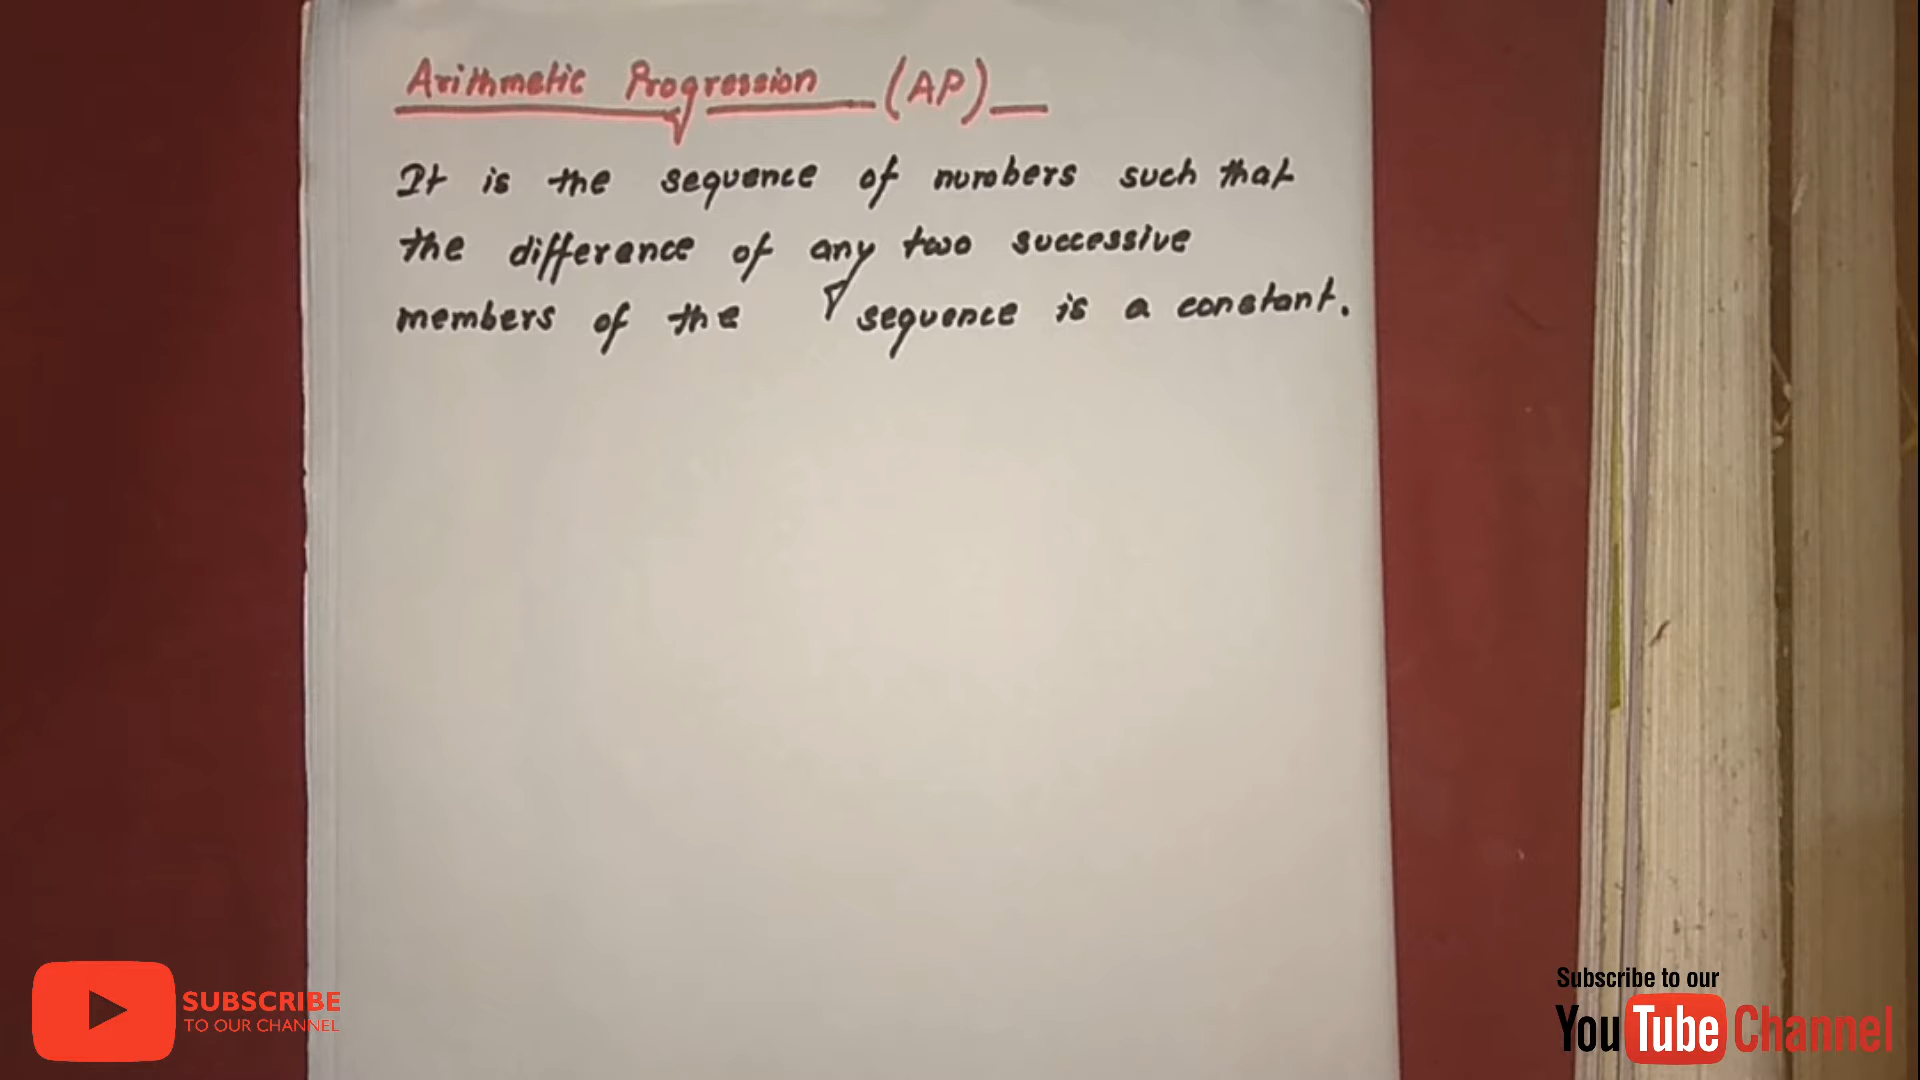 Arithmetic Progression (AP)
It is the sequence of numbers such that
the difference of any two successive
members of the sequence is a constant.
SUBSCRIBE
TO OUR CHANNEL
Subscribe to our
YouTube Channel